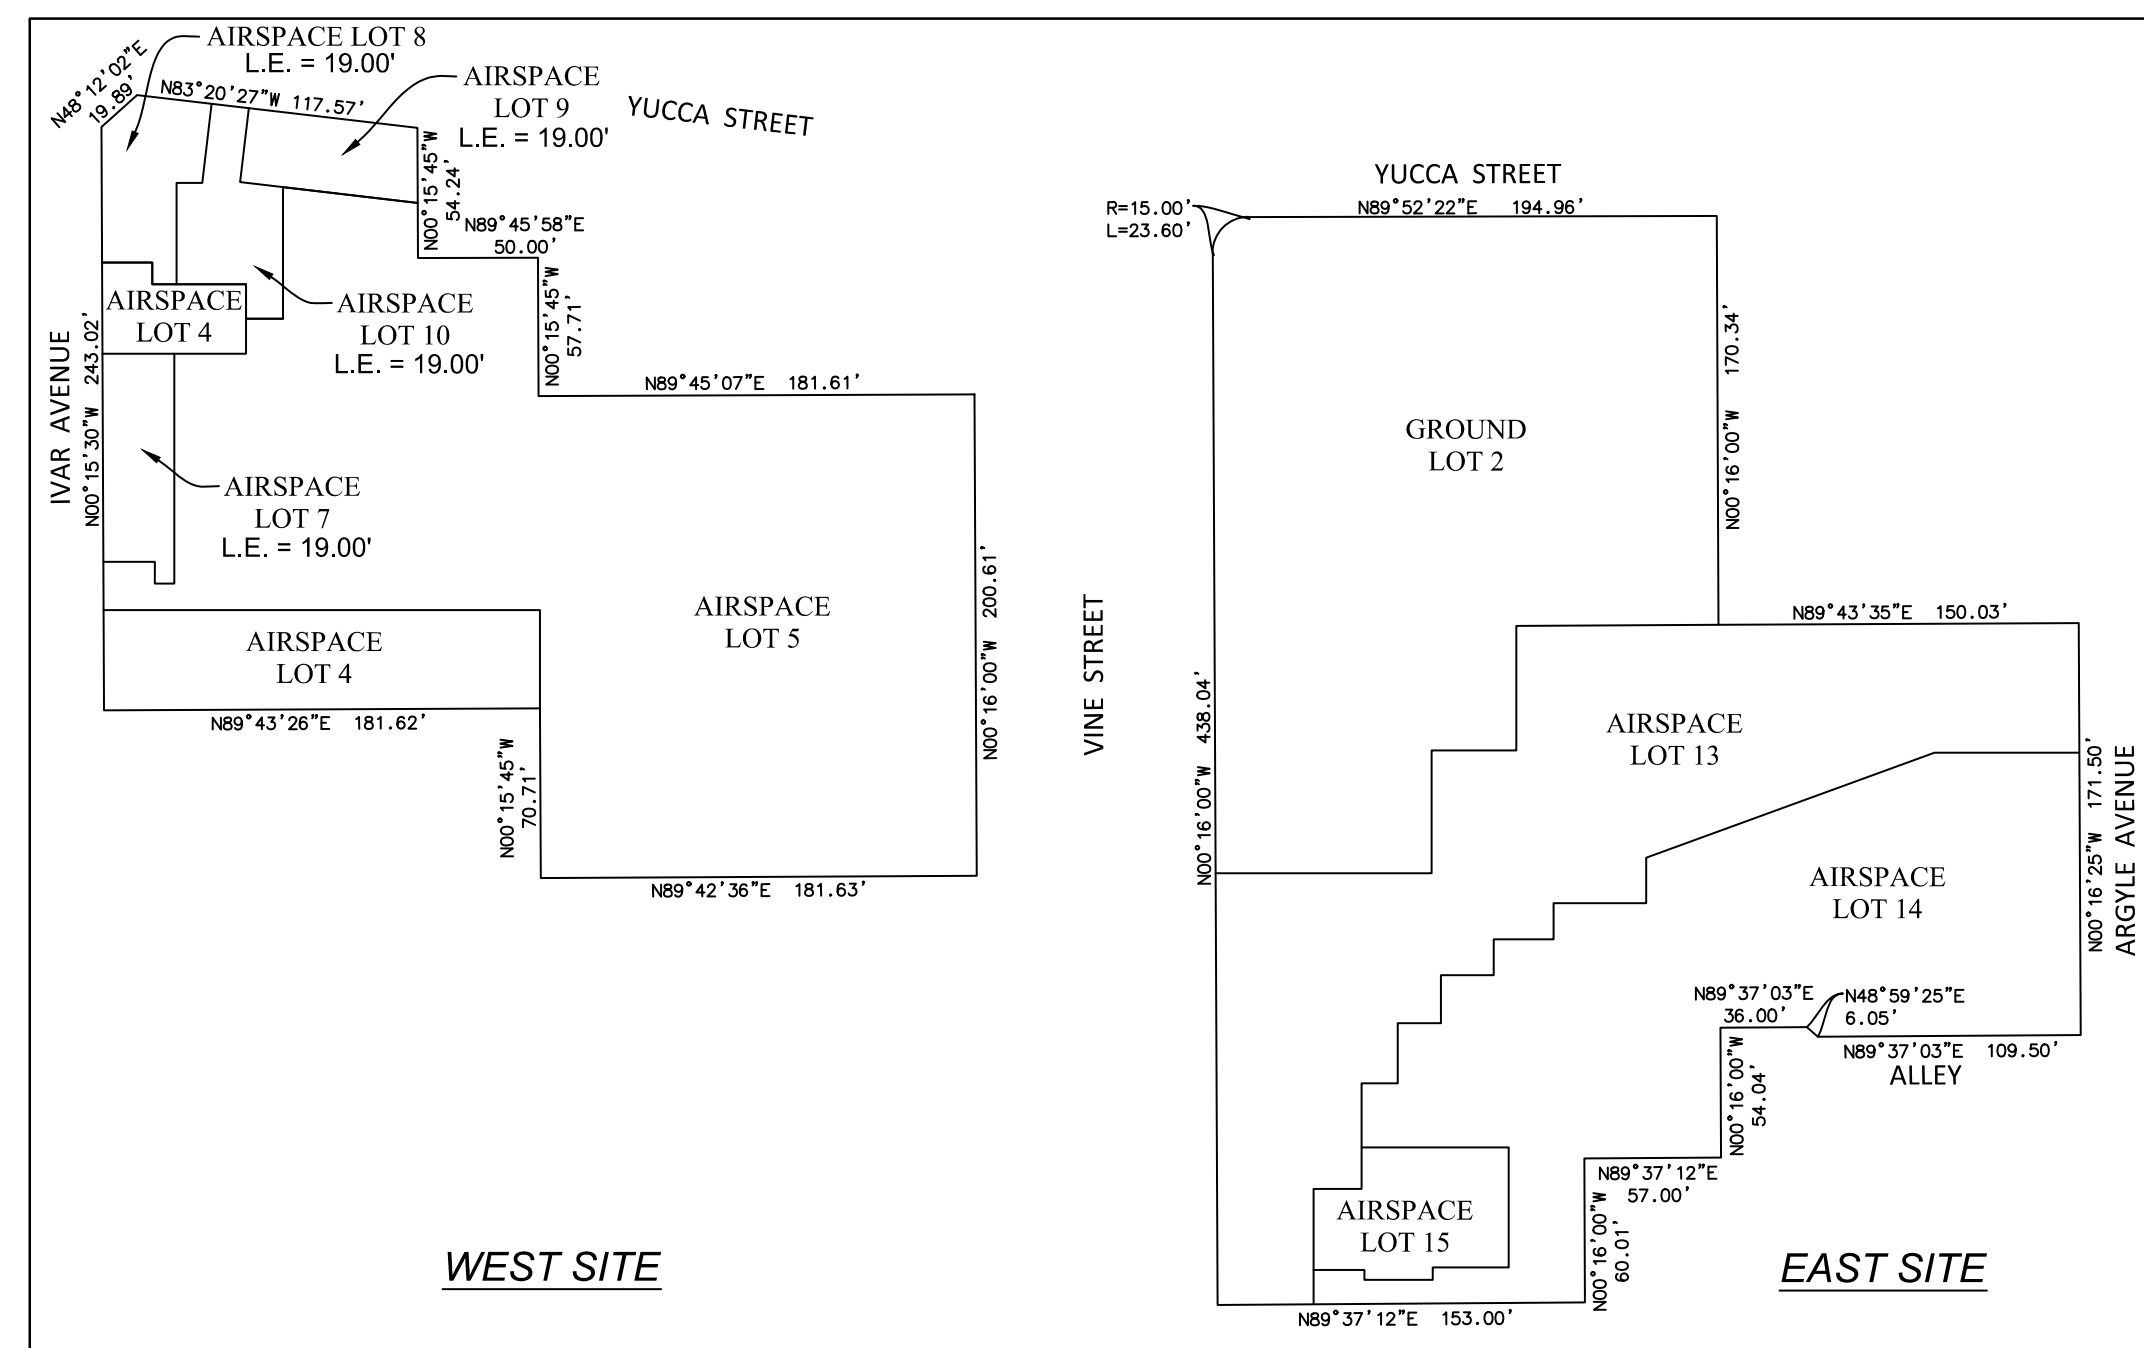 AIRSPACE LOT 8
L.E. = 19.00'
N48°12'02"E
19.89'
N83°20'27"W 117.57'
AIRSPACE
LOT 9
L.E. = 19.00'
YUCCA STREET
N00°15'45"W
54.24'
N89°45'58"E
50.00'
AIRSPACE
LOT 4
AIRSPACE
LOT 10
L.E. = 19.00'
N00°15'45"W
57.71'
IVAR AVENUE
N00°15'30"W 243.02'
N89°45'07"E 181.61'
AIRSPACE
LOT 7
L.E. = 19.00'
AIRSPACE
LOT 5
N00°16'00"W 200.61'
AIRSPACE
LOT 4
N89°43'26"E 181.62'
N00°15'45"W
70.71'
N89°42'36"E 181.63'
WEST SITE
VINE STREET
YUCCA STREET
R=15.00'
L=23.60'
N89°52'22"E 194.96'
GROUND
LOT 2
N00°16'00"W 170.34'
N89°43'35"E 150.03'
N00°16'00"W 438.04'
AIRSPACE
LOT 13
AIRSPACE
LOT 14
N00°16'25"W 171.50'
ARGYLE AVENUE
N89°37'03"E
36.00'
N48°59'25"E
6.05'
N89°37'03"E 109.50'
ALLEY
N00°16'00"W
54.04'
N89°37'12"E
57.00'
N00°16'00"W
60.01'
AIRSPACE
LOT 15
N89°37'12"E 153.00'
EAST SITE